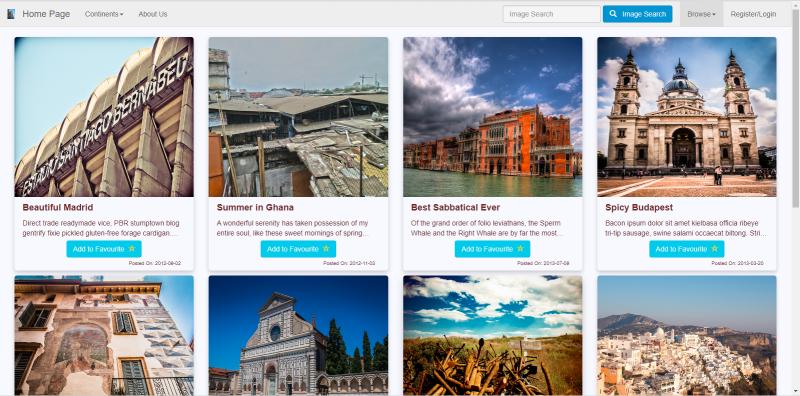 Home Page
Continents
About Us
Image Search
Image Search
Browse
Register/Login
ESTADIO SANTIAGO BERNABEU
Beautiful Madrid
Direct trade readymade vice, PBR stumptown blog
gentrify fixie pickled gluten-free forage cardigan....
Add to Favourite
Posted On: 2012-08-02
Summer in Ghana
A wonderful serenity has taken possession of my
entire soul, like these sweet mornings of spring...
Add to Favourite
Posted On: 2012-11-03
Best Sabbatical Ever
Of the grand order of folio leviathans, the Sperm
Whale and the Right Whale are by far the most...
Add to Favourite
Posted On: 2013-07-09
Spicy Budapest
Bacon ipsum dolor sit amet kielbasa officia ribeye
tri-tip sausage, swine salami occaecat biltong. Stri...
Add to Favourite
Posted On: 2013-03-20